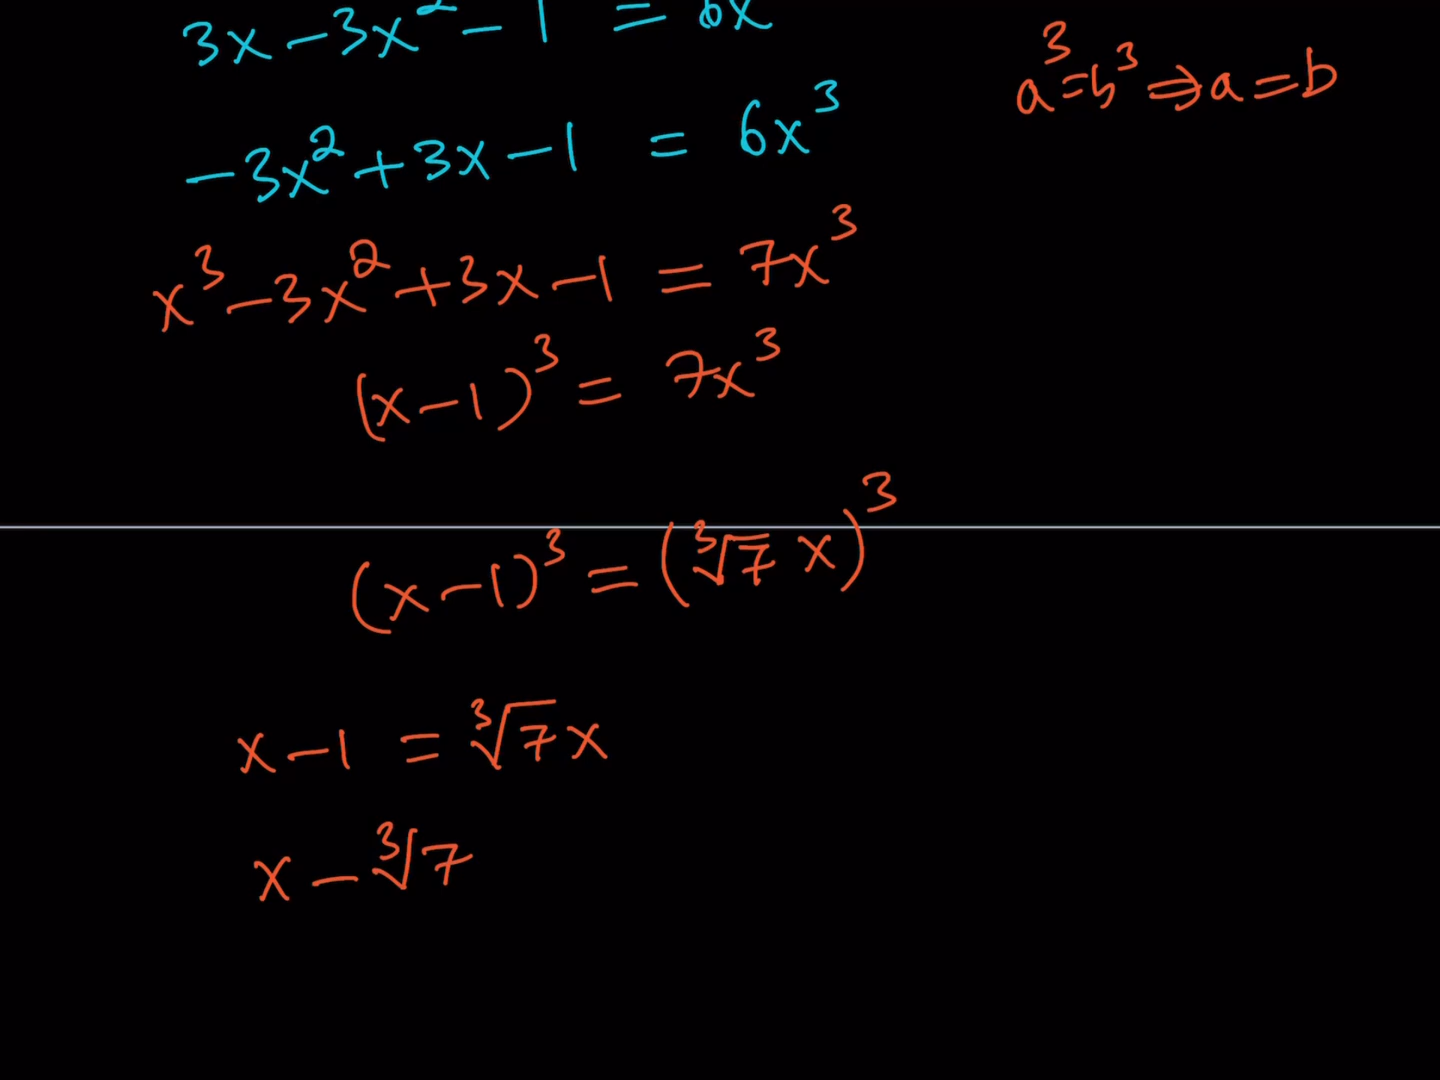 3x - 3x² - 1 = 6x
a³ = b³ ⇒ a = b
-3x² + 3x - 1 = 6x³
x³ - 3x² + 3x - 1 = 7x³
(x - 1)³ = 7x³
(x - 1)³ = (∛7 x)³
x - 1 = ∛7 x
x - ∛7